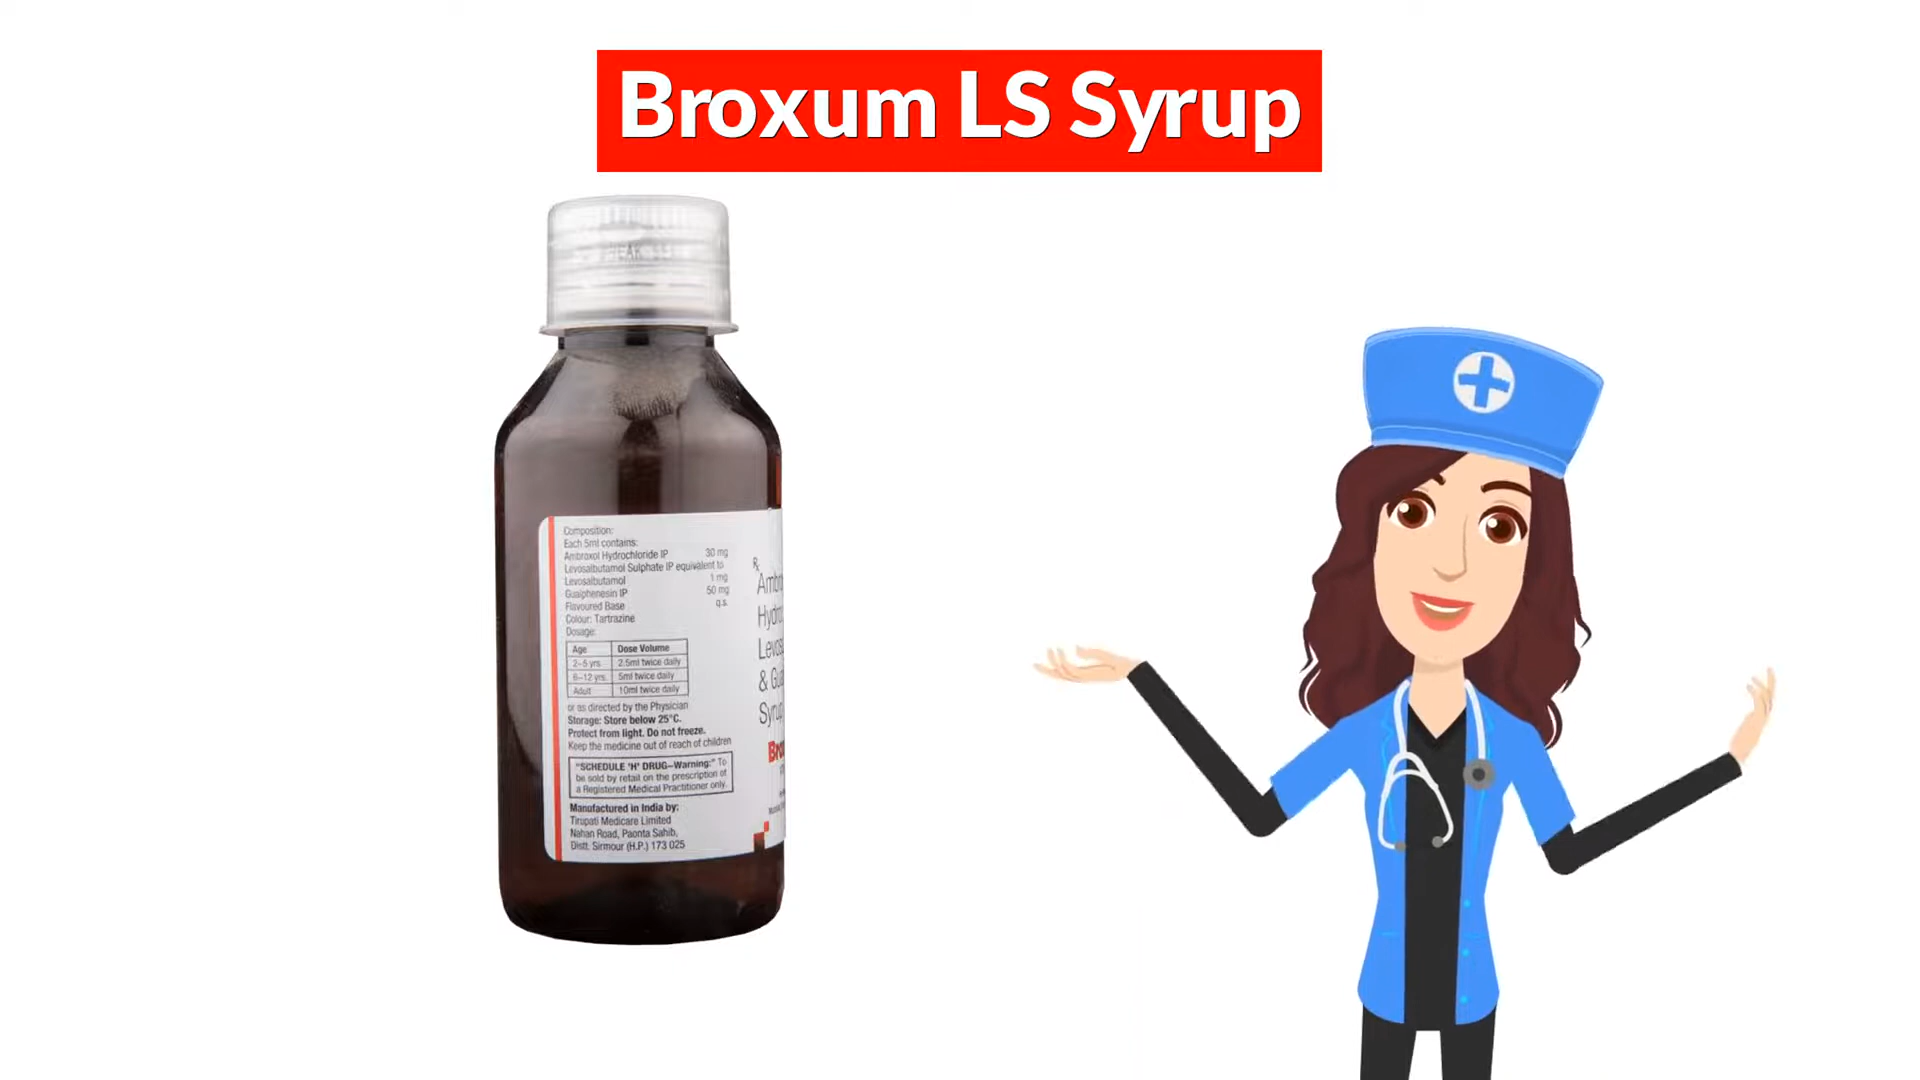 Broxum LS Syrup
Composition:
Each 5ml contains:
Ambroxol Hydrochloride IP 30 mg
Levosalbutamol Sulphate IP equivalent to
Levosalbutamol 1 mg
Guaiphenesin IP 50 mg
Flavoured Base q.s.
Colour: Tartrazine
Dosage:
Age Dose Volume
2–5 yrs 2.5ml twice daily
6–12 yrs. 5ml twice daily
Adult 10ml twice daily
or as directed by the Physician
Storage: Store below 25°C.
Protect from light. Do not freeze.
Keep the medicine out of reach of children
"SCHEDULE 'H' DRUG–Warning:" To
be sold by retail on the prescription of
a Registered Medical Practitioner only.
Manufactured in India by:
Tirupati Medicare Limited
Nahan Road, Paonta Sahib,
Distt. Sirmour (H.P.) 173 025
Rx
& Gua
Syrup